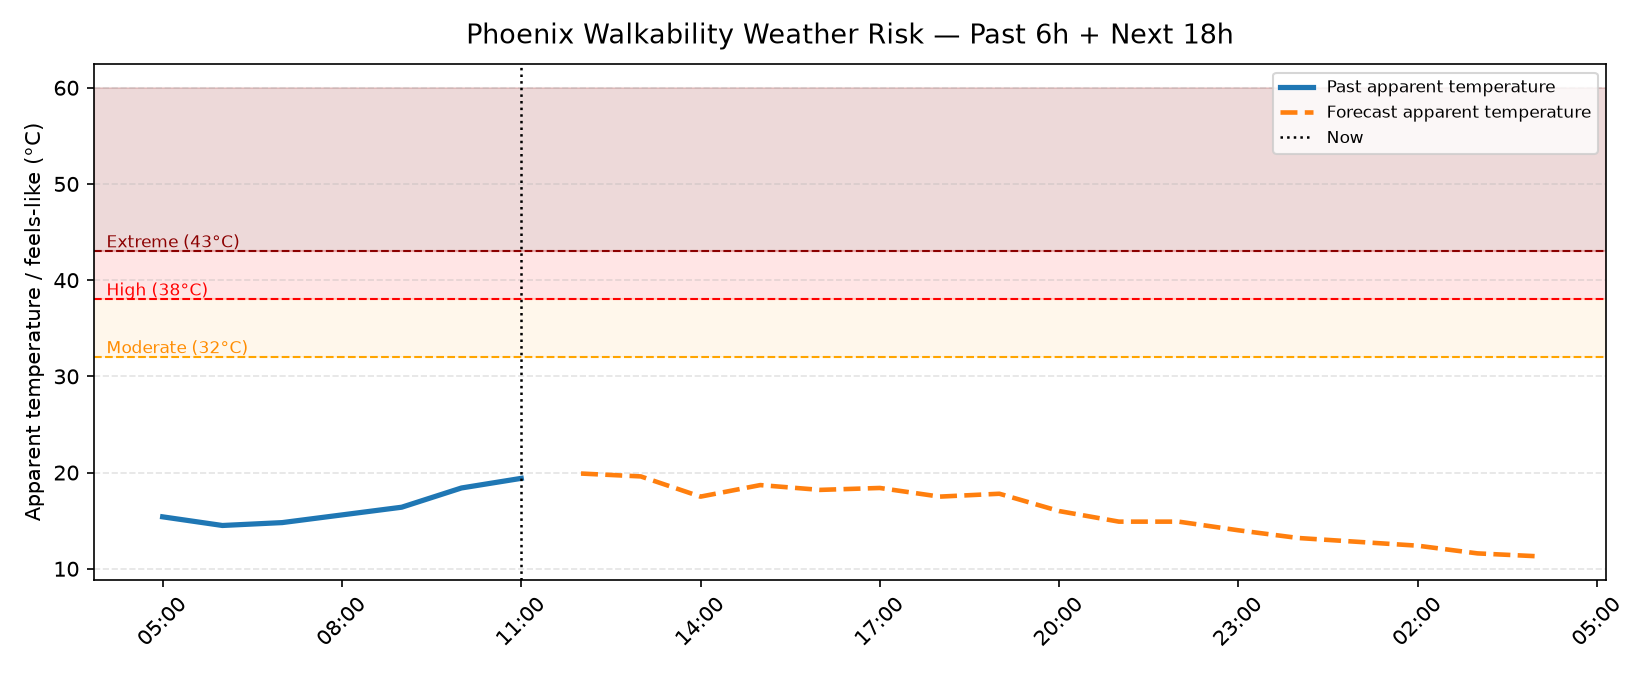 Phoenix Walkability Weather Risk — Past 6h + Next 18h
Apparent temperature / feels-like (°C)
60
50
40
30
20
10
Past apparent temperature
Forecast apparent temperature
Now
Extreme (43°C)
High (38°C)
Moderate (32°C)
05:00
08:00
11:00
14:00
17:00
20:00
23:00
02:00
05:00